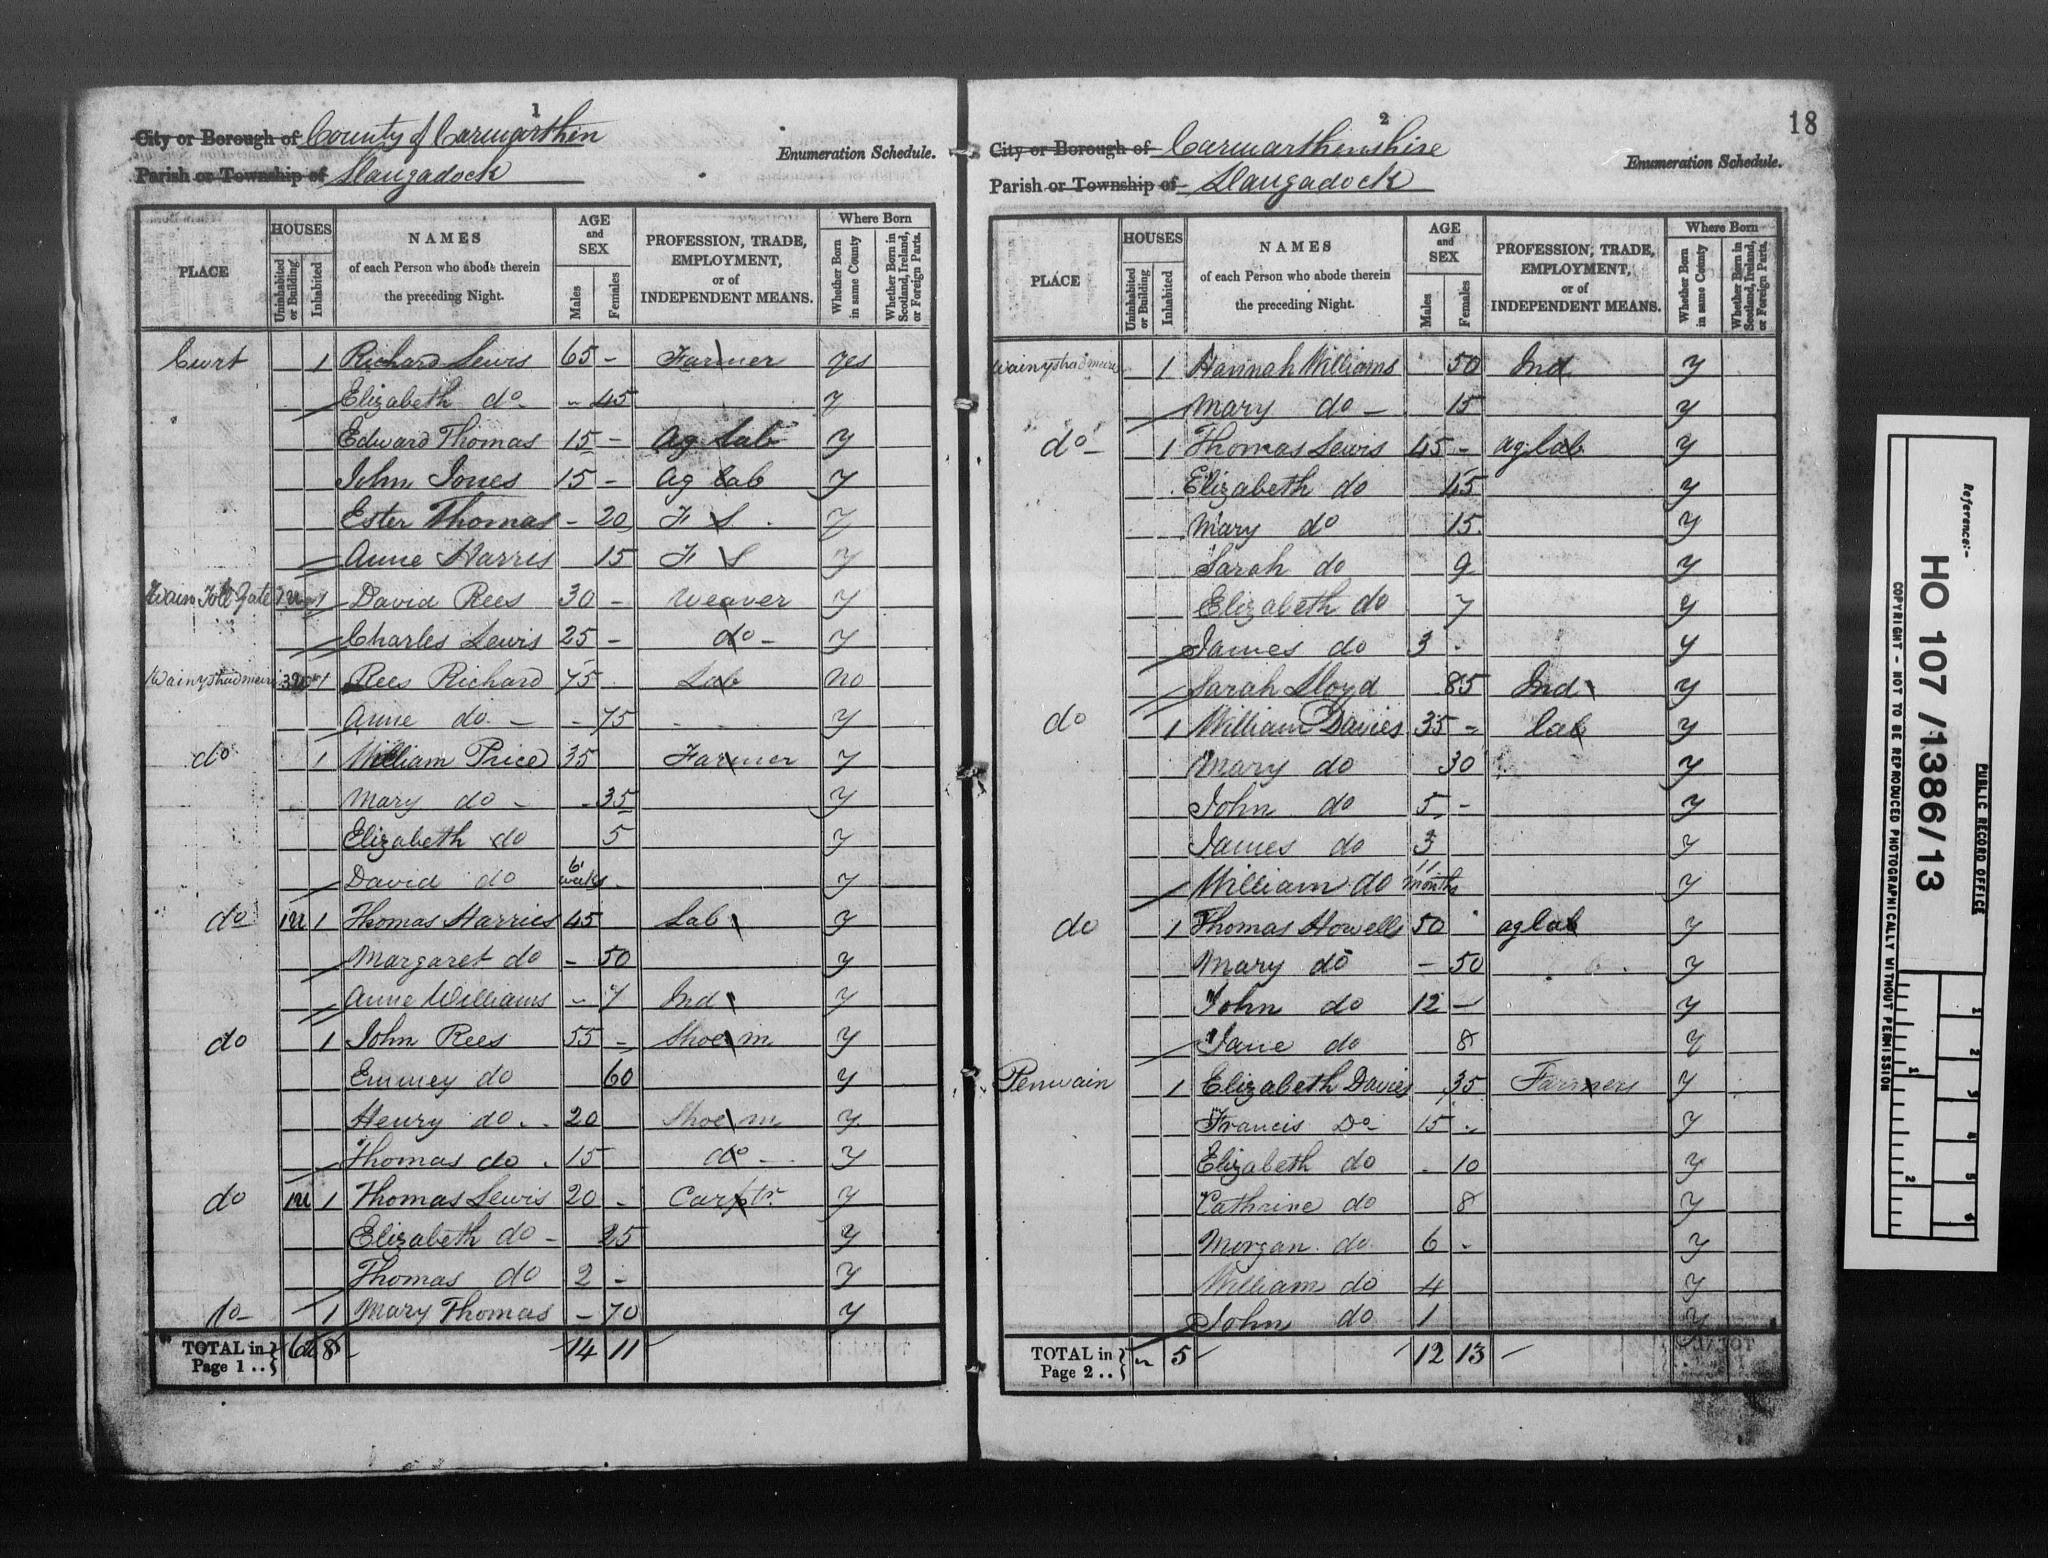 1
City or Borough of County of Carmarthen
Enumeration Schedule.
Parish or Township of Llangadock
PLACE HOUSES Uninhabited or Building Inhabited NAMES of each Person who abode therein the preceding Night. AGE and SEX Males Females PROFESSION, TRADE, EMPLOYMENT, or of INDEPENDENT MEANS. Where Born Whether Born in same County Whether Born in Scotland, Ireland, or Foreign Parts.
Cwrt 1 Richard Lewis 65 - Farmer Yes
Elizabeth do - - 45 y
Edward Thomas 15 - Ag Lab y
John Jones 15 - Ag Lab y
Ester Thomas - 20 F S y
Anne Harris 15 F S y
Wain Toll Gate 1 u 1 David Rees 30 - Weaver y
Charles Lewis 25 - do - y
3 u 1 Rees Richard 75 Lab no
Anne do - - 75 y
do 1 William Price 35 Farmer y
Mary do - - 35 y
Elizabeth do 5 y
David do 6 weeks y
do 1u 1 Thomas Harries 45 Lab y
Margaret do - 50 y
Anne Williams - 7 Ind y
do 1 John Rees 55 - Shoe m y
Emmey do 60 y
Henry do 20 Shoe m y
Thomas do 15 do - y
do 1u 1 Thomas Lewis 20 - Carptr y
Elizabeth do - 25 y
Thomas do 2 - y
do - 1 Mary Thomas - 70 y
TOTAL in Page 1 .. 6u 8 14 11
2
18
City or Borough of Carmarthenshire
Enumeration Schedule.
Parish or Township of Llangadock
PLACE HOUSES Uninhabited or Building Inhabited NAMES of each Person who abode therein the preceding Night. AGE and SEX Males Females PROFESSION, TRADE, EMPLOYMENT, or of INDEPENDENT MEANS. Where Born Whether Born in same County Whether Born in Scotland, Ireland, or Foreign Parts.
1 Hannah Williams 50 Ind y
Mary do - 15 y
do - 1 Thomas Lewis 45 - ag lab y
Elizabeth do 45 y
Mary do 15 y
Sarah do 9 y
Elizabeth do 7 y
James do 3 y
Sarah Lloyd 85 Ind y
do 1 William Davies 35 - lab y
Mary do 30 y
John do 5 - y
James do 3 y
William do 11 months y
do 1 Thomas Howells 50 ag lab y
Mary do - 50 y
John do 12 - y
Jane do 8 y
Penwain 1 Elizabeth Davies 35 Farmers y
Francis Do 15 - y
Elizabeth do 10 y
Cathrine do 8 y
Morgan do 6 - y
William do 4 y
John do 1 y
TOTAL in Page 2 .. 5 12 13
PUBLIC RECORD OFFICE
Reference:-
HO 107/1386/13
COPYRIGHT - NOT TO BE REPRODUCED PHOTOGRAPHICALLY WITHOUT PERMISSION
1 2 3 4 5 6
1 2